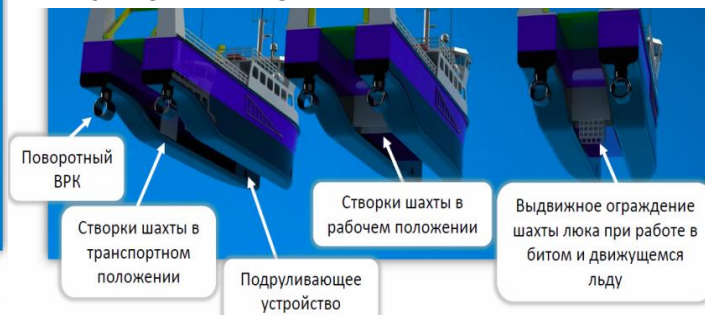 Поворотный
ВРК
Створки шахты в
транспортном
положении
Подруливающее
устройство
Створки шахты в
рабочем положении
Выдвижное ограждение
шахты люка при работе в
битом и движущемся
льду